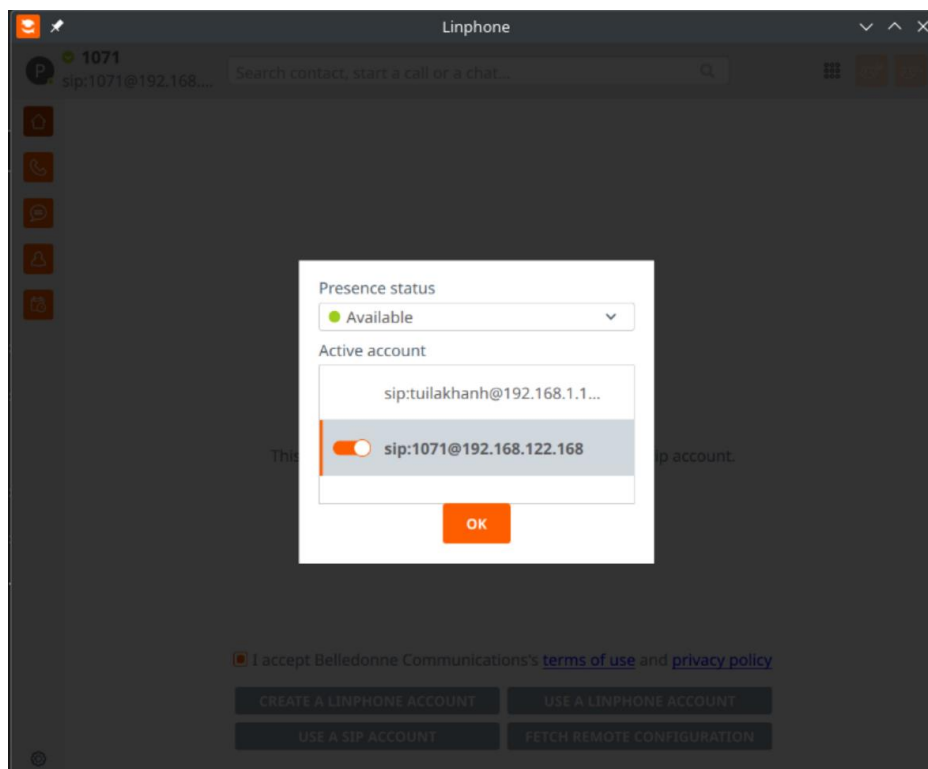 Linphone
1071
sip:1071@192.168....
Search contact, start a call or a chat...
Presence status
Available
Active account
sip:tuilakhanh@192.168.1.1...
sip:1071@192.168.122.168
This
sip account.
OK
I accept Belledonne Communications's terms of use and privacy policy
CREATE A LINPHONE ACCOUNT
USE A LINPHONE ACCOUNT
USE A SIP ACCOUNT
FETCH REMOTE CONFIGURATION